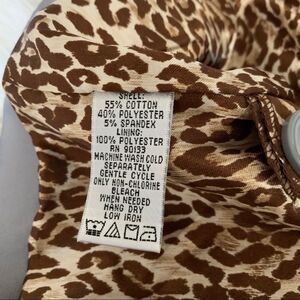 SHELL:
55% COTTON
40% POLYESTER
5% SPANDEX
LINING:
100% POLYESTER
RN 90133
MACHINE WASH COLD
SEPARATELY
GENTLE CYCLE
ONLY NON-CHLORINE
BLEACH
WHEN NEEDED
HANG DRY
LOW IRON